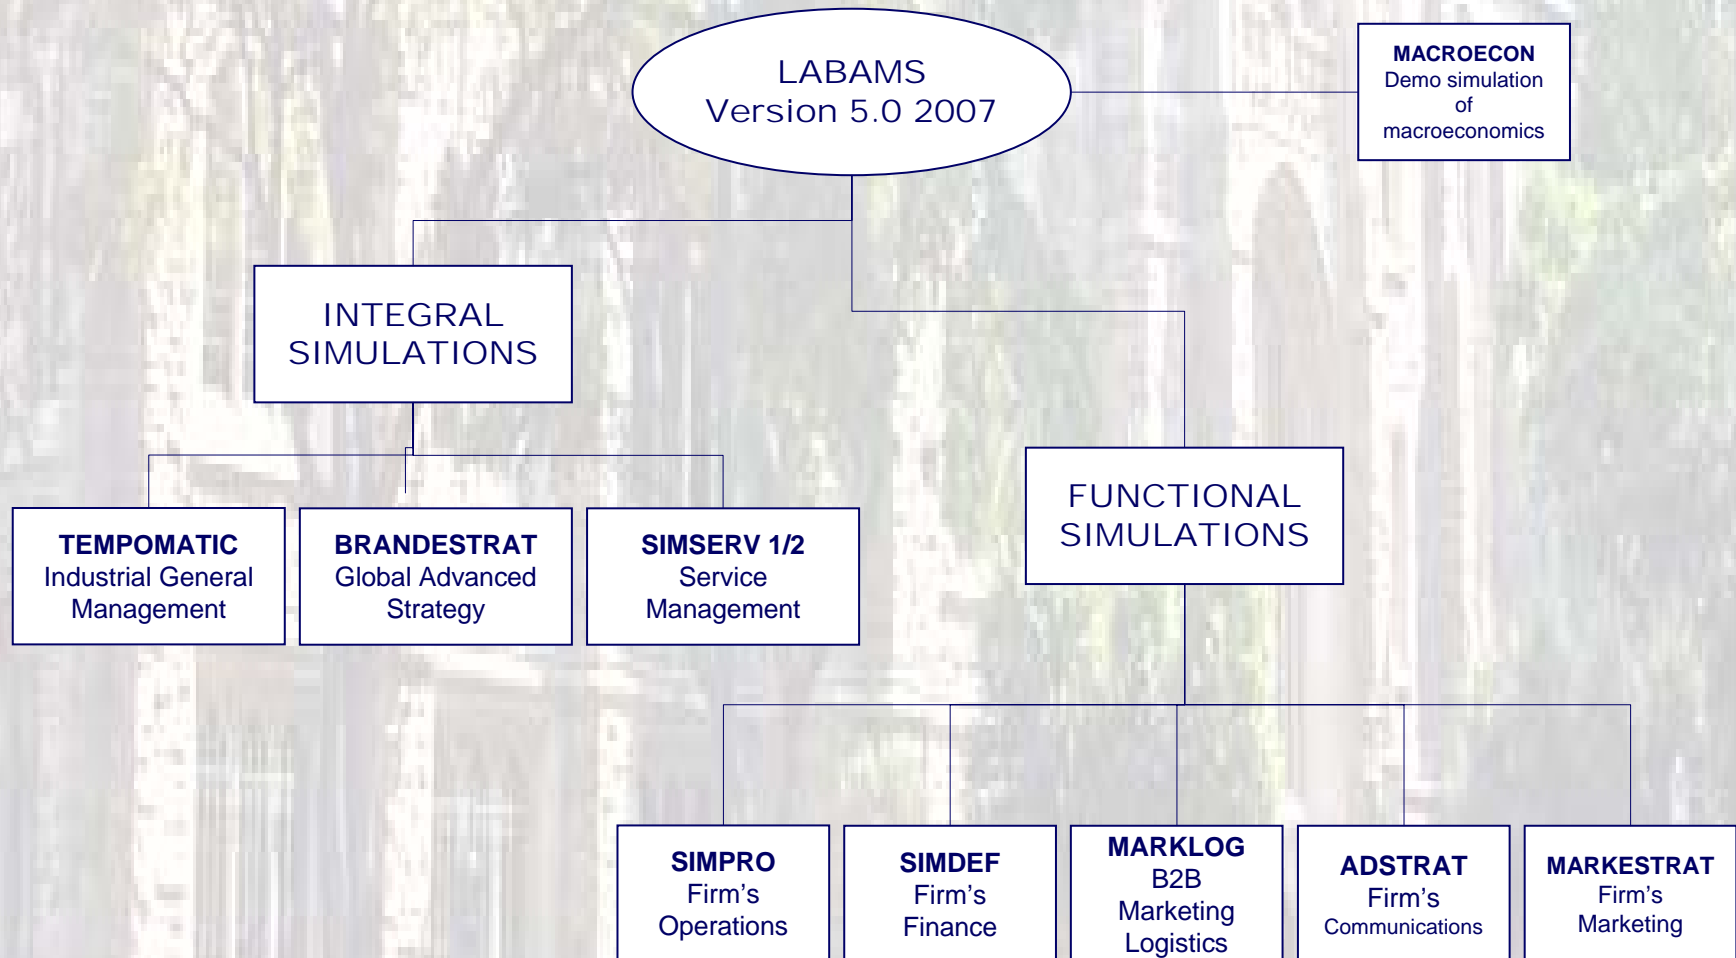 LABAMS
Version 5.0 2007
MACROECON
Demo simulation
of
macroeconomics
INTEGRAL
SIMULATIONS
FUNCTIONAL
SIMULATIONS
TEMPOMATIC
Industrial General
Management
BRANDESTRAT
Global Advanced
Strategy
SIMSERV 1/2
Service
Management
SIMPRO
Firm’s
Operations
SIMDEF
Firm’s
Finance
MARKLOG
B2B
Marketing
Logistics
ADSTRAT
Firm’s
Communications
MARKESTRAT
Firm’s
Marketing